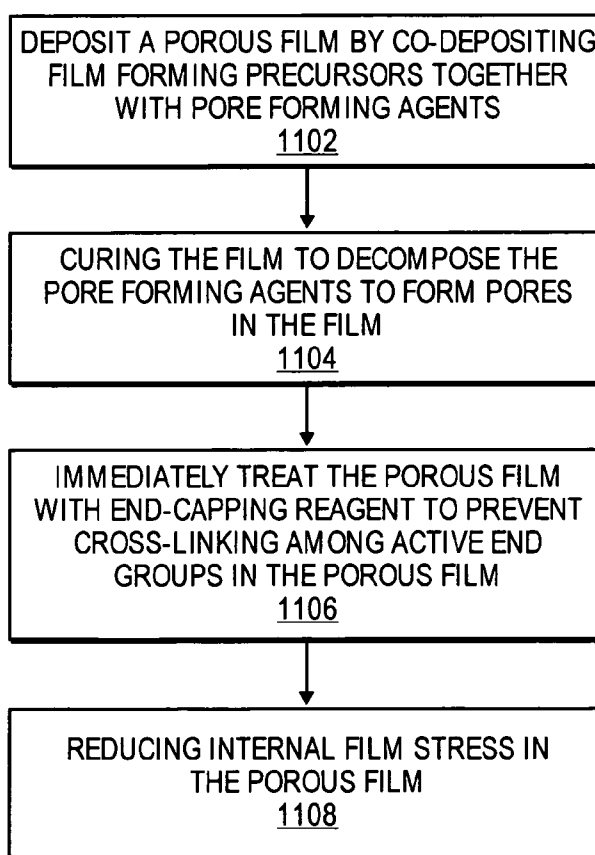 DEPOSIT A POROUS FILM BY CO-DEPOSITING
FILM FORMING PRECURSORS TOGETHER
WITH PORE FORMING AGENTS
1102
CURING THE FILM TO DECOMPOSE THE
PORE FORMING AGENTS TO FORM PORES
IN THE FILM
1104
IMMEDIATELY TREAT THE POROUS FILM
WITH END-CAPPING REAGENT TO PREVENT
CROSS-LINKING AMONG ACTIVE END
GROUPS IN THE POROUS FILM
1106
REDUCING INTERNAL FILM STRESS IN
THE POROUS FILM
1108